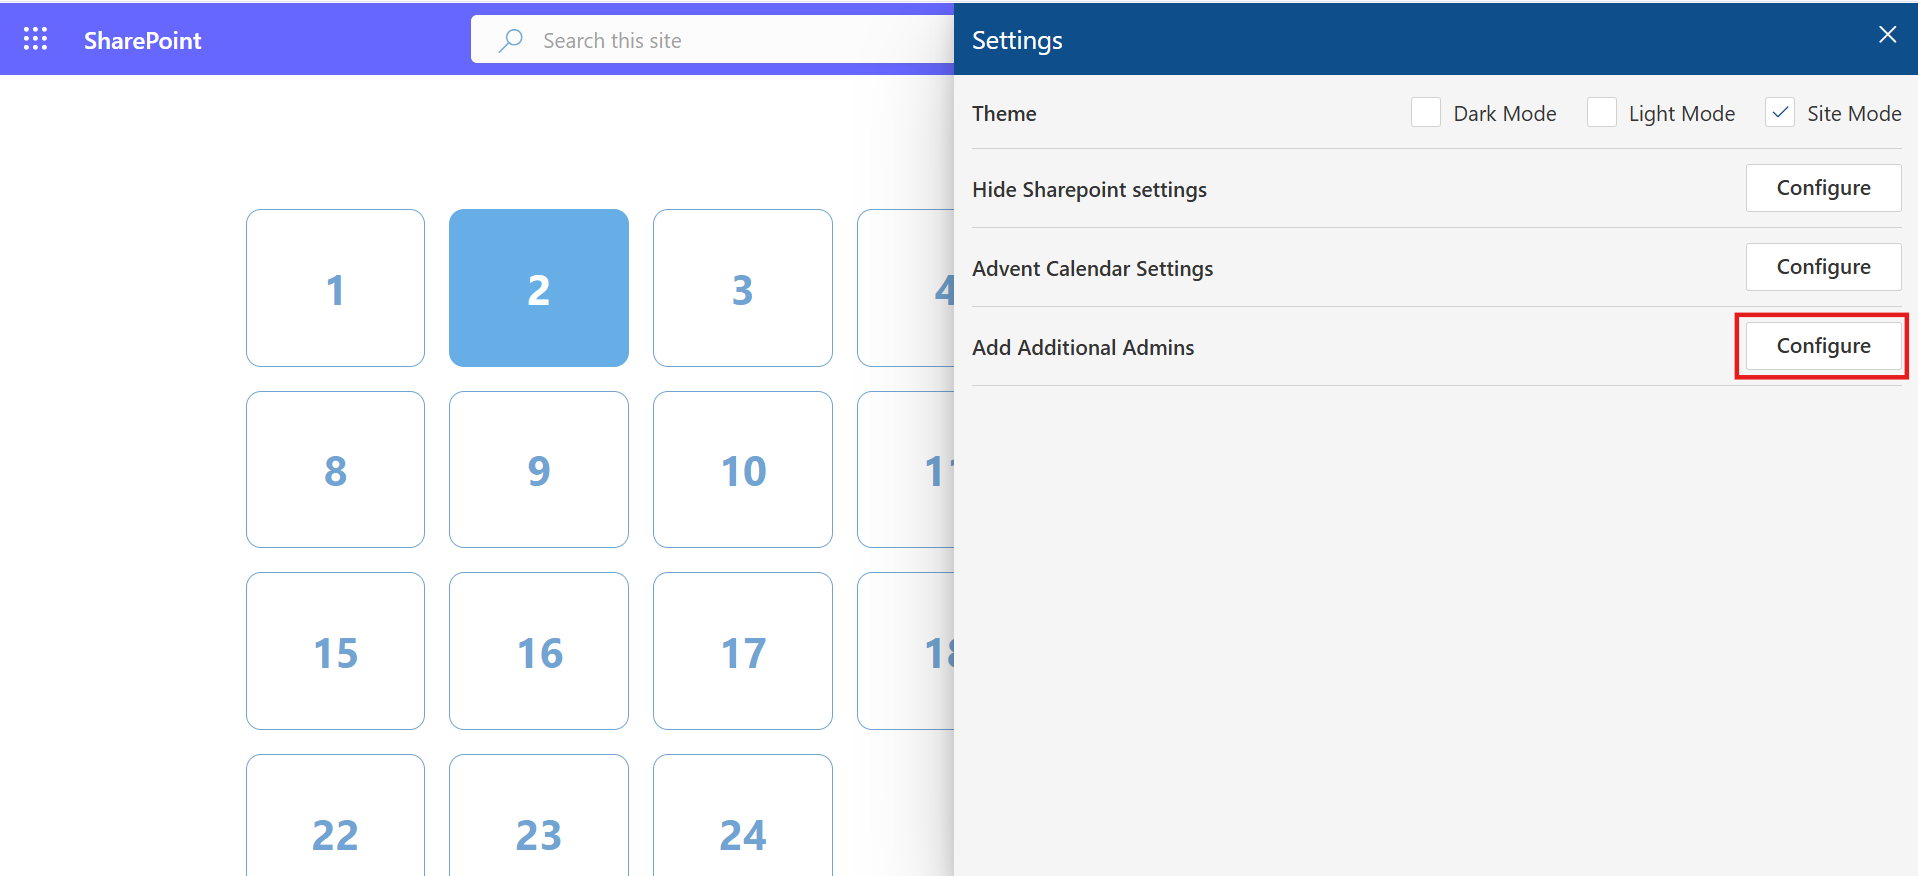 SharePoint
Search this site
Settings
Theme
Dark Mode
Light Mode
Site Mode
Hide Sharepoint settings
Configure
Advent Calendar Settings
Configure
Add Additional Admins
Configure
1
2
3
4
8
9
10
11
15
16
17
18
22
23
24